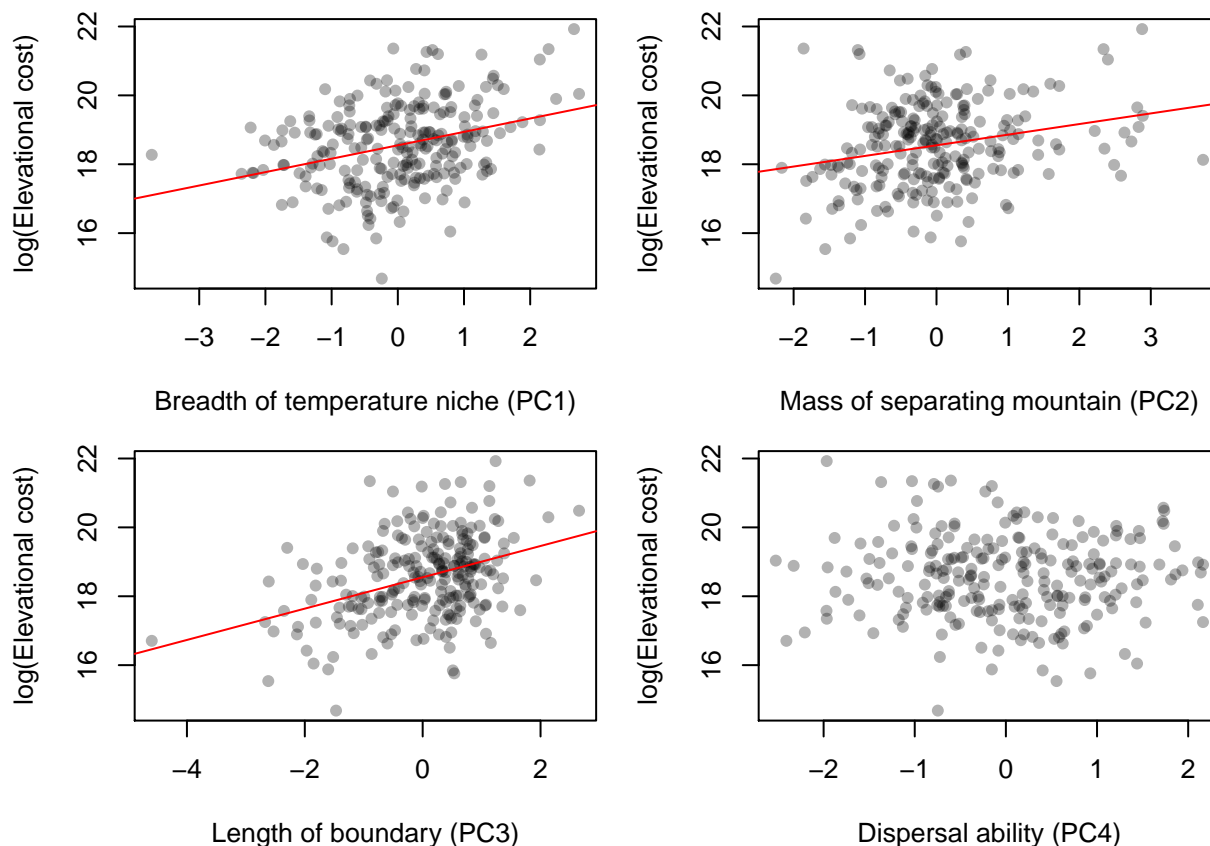 log(Elevational cost)
16 18 20 22
−3 −2 −1 0 1 2
Breadth of temperature niche (PC1)
log(Elevational cost)
16 18 20 22
−2 −1 0 1 2 3
Mass of separating mountain (PC2)
log(Elevational cost)
16 18 20 22
−4 −2 0 2
Length of boundary (PC3)
log(Elevational cost)
16 18 20 22
−2 −1 0 1 2
Dispersal ability (PC4)